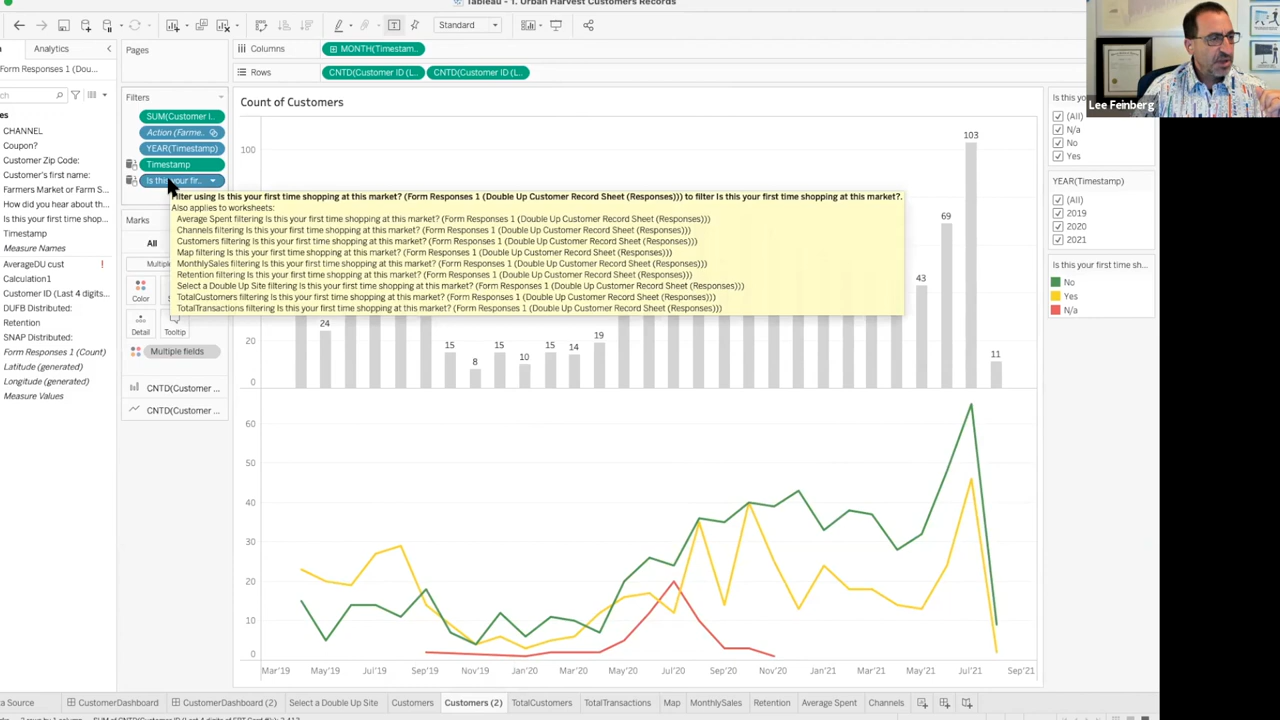 Tableau - T. Urban Harvest Customers Records
Standard
Analytics
Pages
Columns
MONTH(Timestam..
Form Responses 1 (Dou...
Rows
CNTD(Customer ID (L..
CNTD(Customer ID (L..
Filters
Count of Customers
SUM(Customer I..
Action (Farme..
YEAR(Timestamp)
Timestamp
Is this your fir..
CHANNEL
Coupon?
Customer Zip Code:
Customer's first name:
Farmers Market or Farm S...
How did you hear about th...
Is this your first time shop...
Timestamp
Measure Names
AverageDU cust
!
Calculation1
Customer ID (Last 4 digits...
DUFB Distributed:
Retention
SNAP Distributed:
Form Responses 1 (Count)
Latitude (generated)
Longitude (generated)
Measure Values
Marks
All
Color
Detail
Tooltip
Multiple fields
CNTD(Customer ...
CNTD(Customer ...
Filter using Is this your first time shopping at this market? (Form Responses 1 (Double Up Customer Record Sheet (Responses))) to filter Is this your first time shopping at this market?.
Also applies to worksheets:
Average Spent filtering Is this your first time shopping at this market? (Form Responses 1 (Double Up Customer Record Sheet (Responses)))
Channels filtering Is this your first time shopping at this market? (Form Responses 1 (Double Up Customer Record Sheet (Responses)))
Customers filtering Is this your first time shopping at this market? (Form Responses 1 (Double Up Customer Record Sheet (Responses)))
Map filtering Is this your first time shopping at this market? (Form Responses 1 (Double Up Customer Record Sheet (Responses)))
MonthlySales filtering Is this your first time shopping at this market? (Form Responses 1 (Double Up Customer Record Sheet (Responses)))
Retention filtering Is this your first time shopping at this market? (Form Responses 1 (Double Up Customer Record Sheet (Responses)))
Select a Double Up Site filtering Is this your first time shopping at this market? (Form Responses 1 (Double Up Customer Record Sheet (Responses)))
TotalCustomers filtering Is this your first time shopping at this market? (Form Responses 1 (Double Up Customer Record Sheet (Responses)))
TotalTransactions filtering Is this your first time shopping at this market? (Form Responses 1 (Double Up Customer Record Sheet (Responses)))
100
20
0
24
15
8
15
10
15
14
19
43
69
103
11
60
50
40
30
20
10
0
Mar'19 May'19 Jul'19 Sep'19 Nov'19 Jan'20 Mar'20 May'20 Jul'20 Sep'20 Nov'20 Jan'21 Mar'21 May'21 Jul'21 Sep'21
Lee Feinberg
Is this yo
(All)
N/a
No
Yes
YEAR(Timestamp)
(All)
2019
2020
2021
Is this your first time sh...
No
Yes
N/a
CustomerDashboard
CustomerDashboard (2)
Select a Double Up Site
Customers
Customers (2)
TotalCustomers
TotalTransactions
Map
MonthlySales
Retention
Average Spent
Channels